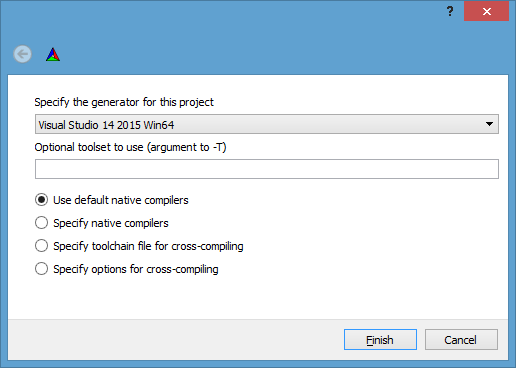 ?
Specify the generator for this project
Visual Studio 14 2015 Win64
Optional toolset to use (argument to -T)
Use default native compilers
Specify native compilers
Specify toolchain file for cross-compiling
Specify options for cross-compiling
Finish
Cancel